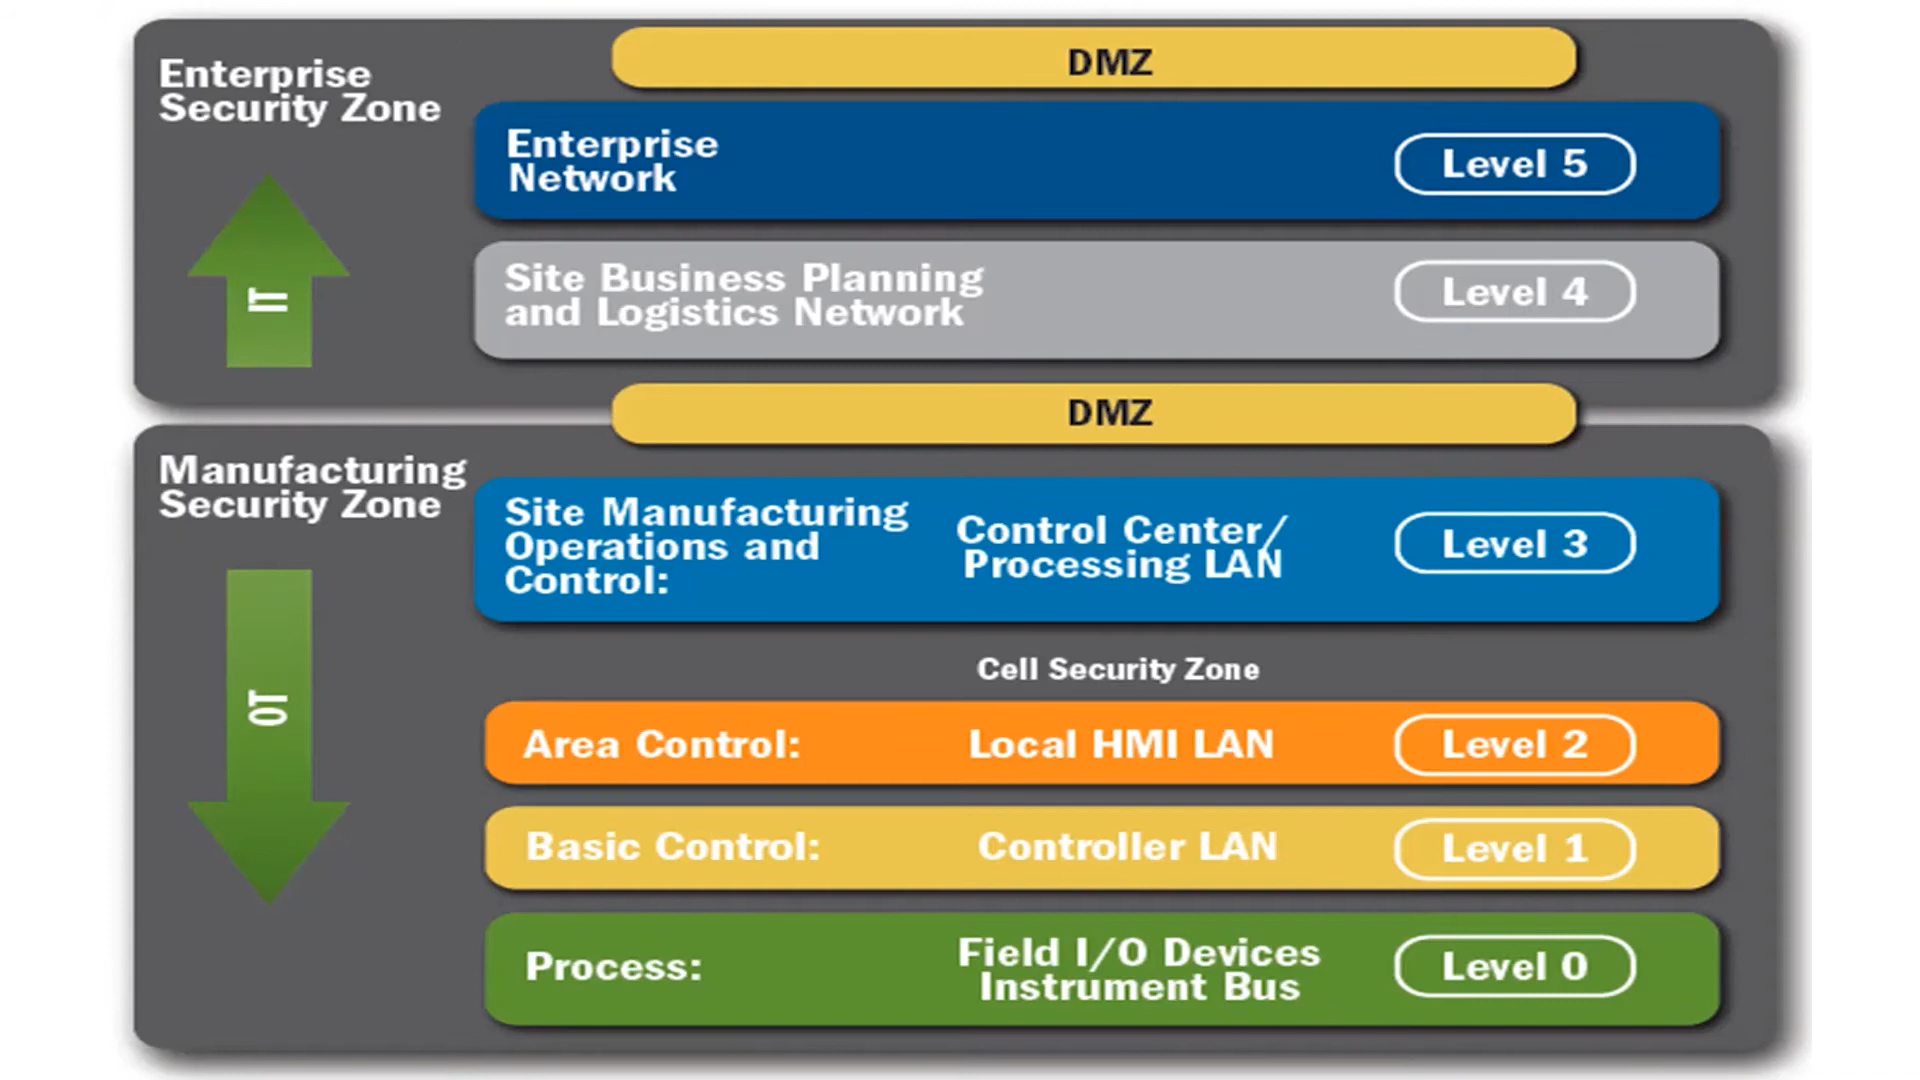 DMZ
Enterprise
Security Zone
Enterprise
Network
Level 5
IT
Site Business Planning
and Logistics Network
Level 4
DMZ
Manufacturing
Security Zone
Site Manufacturing
Operations and
Control:
Control Center/
Processing LAN
Level 3
OT
Cell Security Zone
Area Control:
Local HMI LAN
Level 2
Basic Control:
Controller LAN
Level 1
Process:
Field I/O Devices
Instrument Bus
Level 0